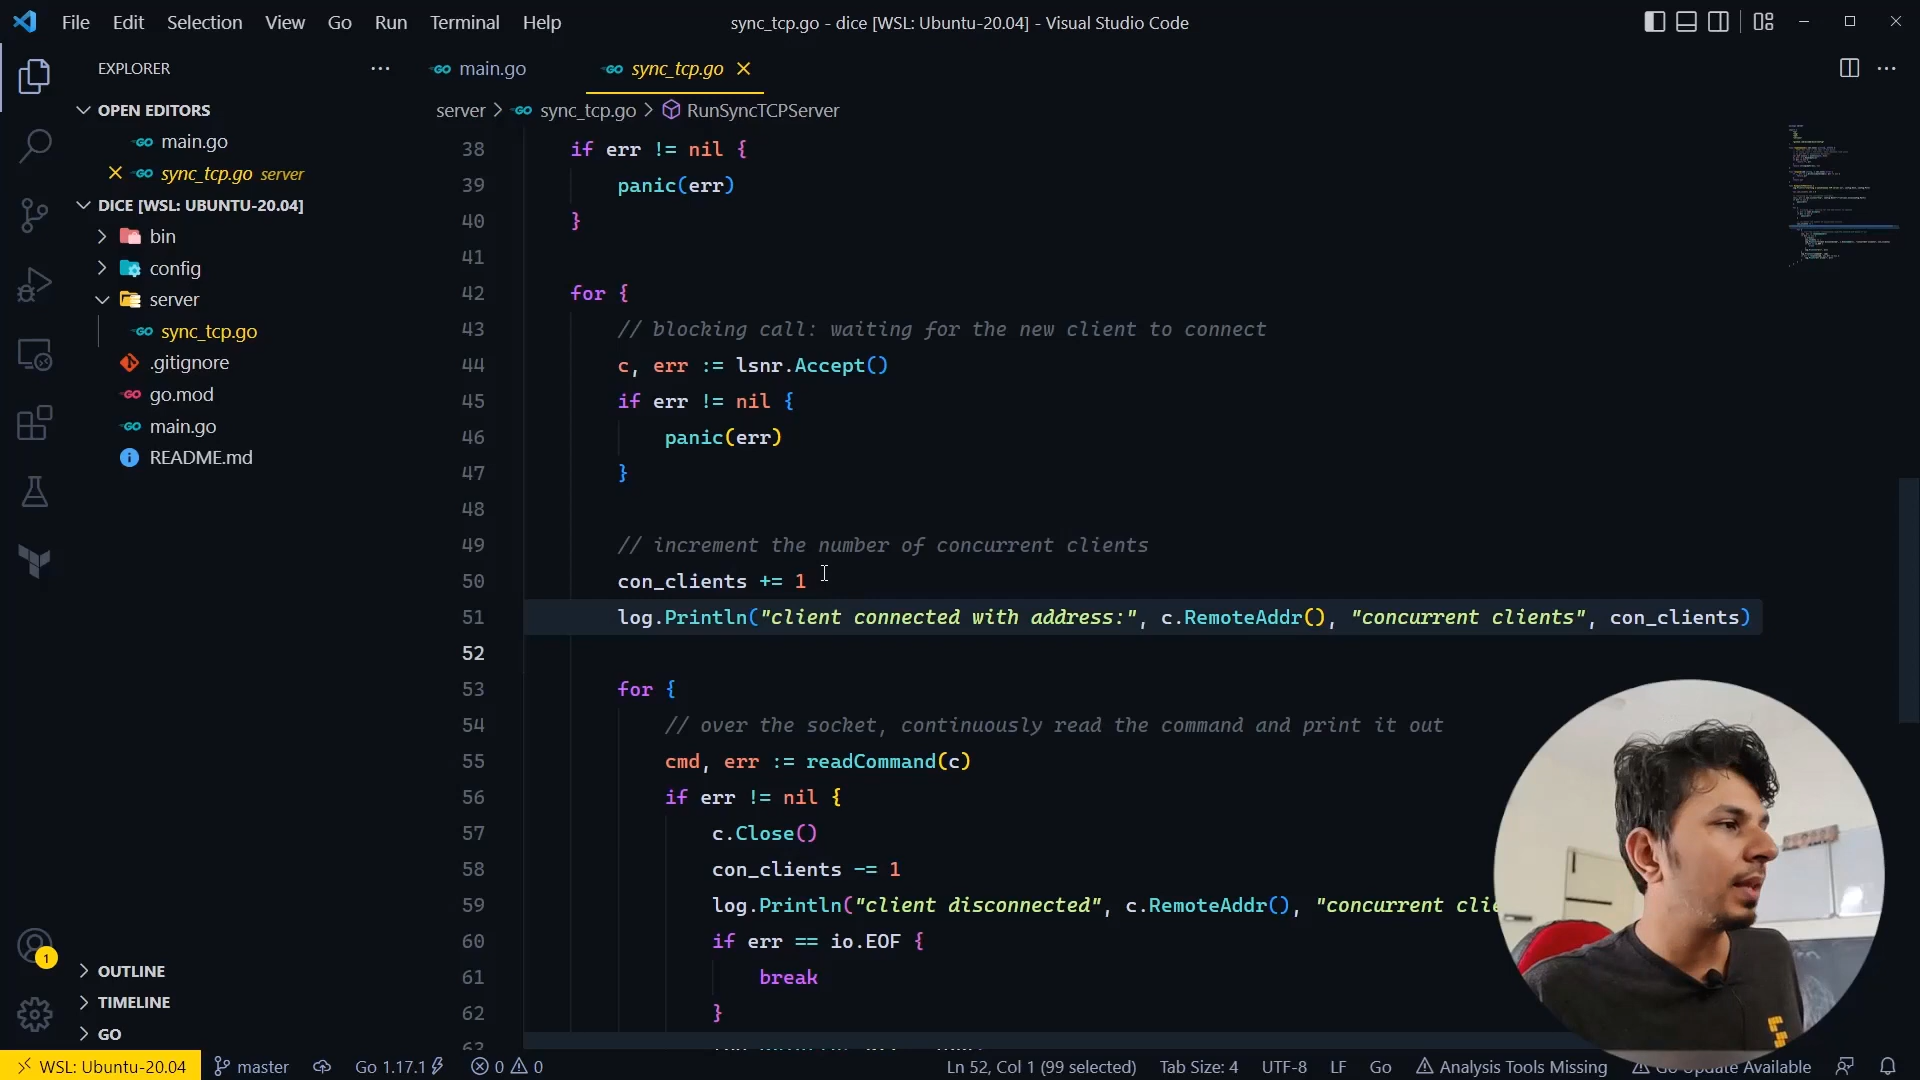 File Edit Selection View Go Run Terminal Help
sync_tcp.go - dice [WSL: Ubuntu-20.04] - Visual Studio Code
EXPLORER
main.go
sync_tcp.go
OPEN EDITORS
main.go
sync_tcp.go server
DICE [WSL: UBUNTU-20.04]
bin
config
server
sync_tcp.go
.gitignore
go.mod
main.go
README.md
OUTLINE
TIMELINE
GO
server > sync_tcp.go > RunSyncTCPServer
38 if err != nil {
39 panic(err)
40 }
41
42 for {
43 // blocking call: waiting for the new client to connect
44 c, err := lsnr.Accept()
45 if err != nil {
46 panic(err)
47 }
48
49 // increment the number of concurrent clients
50 con_clients += 1
51 log.Println("client connected with address:", c.RemoteAddr(), "concurrent clients", con_clients)
52
53 for {
54 // over the socket, continuously read the command and print it out
55 cmd, err := readCommand(c)
56 if err != nil {
57 c.Close()
58 con_clients -= 1
59 log.Println("client disconnected", c.RemoteAddr(), "concurrent
60 if err == io.EOF {
61 break
62 }
1
WSL: Ubuntu-20.04 master Go 1.17.1 0 0 Ln 52, Col 1 (99 selected) Tab Size: 4 UTF-8 LF Go Analysis Tools Missing Go Update Available